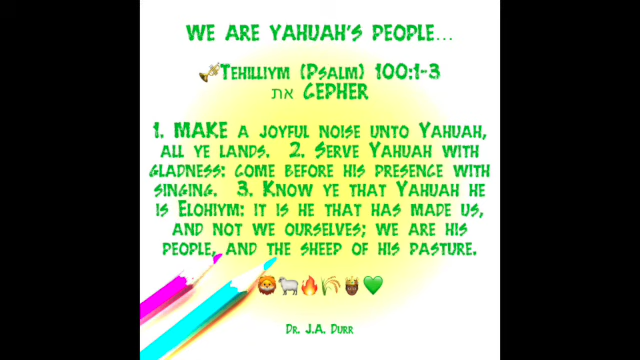 WE ARE YAHUAH'S PEOPLE...
🎺TEHILLIYM (PSALM) 100:1-3
את CEPHER
1. MAKE A JOYFUL NOISE UNTO YAHUAH,
ALL YE LANDS. 2. SERVE YAHUAH WITH
GLADNESS: COME BEFORE HIS PRESENCE WITH
SINGING. 3. KNOW YE THAT YAHUAH HE
IS ELOHIYM: IT IS HE THAT HAS MADE US,
AND NOT WE OURSELVES; WE ARE HIS
PEOPLE, AND THE SHEEP OF HIS PASTURE.
🦁🐑🔥🌾🤴🏾💚
DR. J.A. DURR